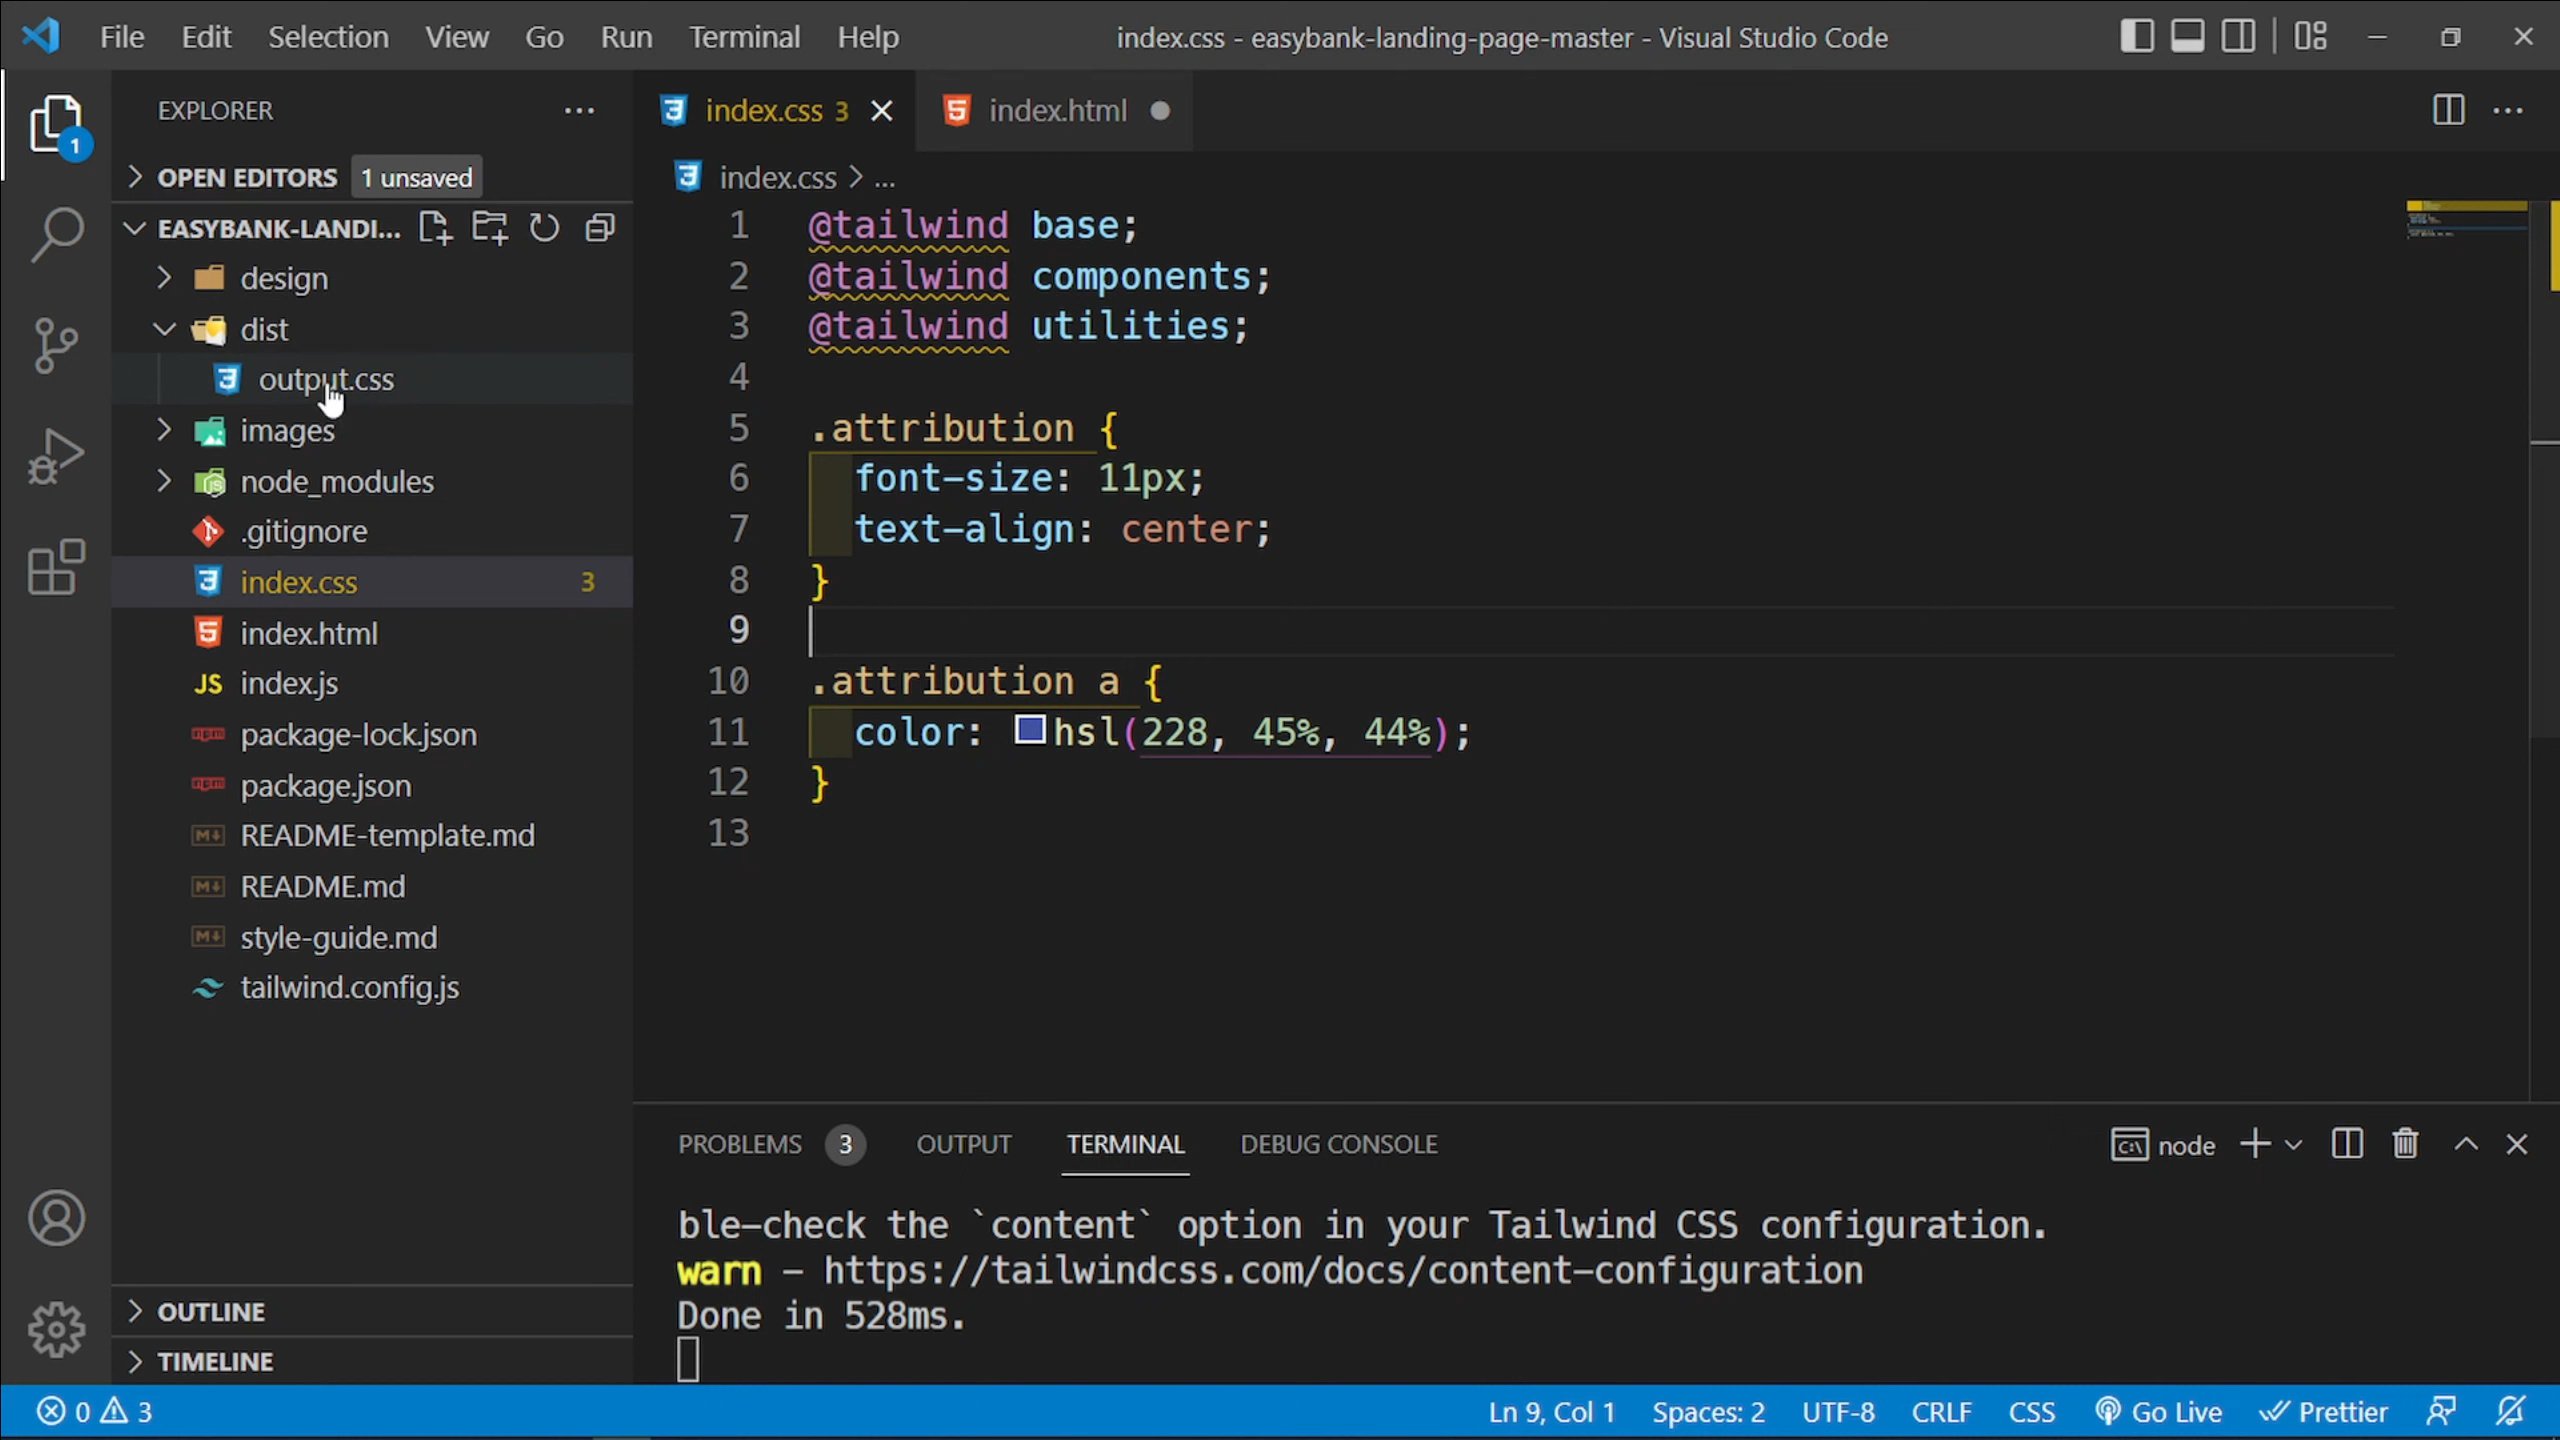 File Edit Selection View Go Run Terminal Help
index.css - easybank-landing-page-master - Visual Studio Code
EXPLORER
1
OPEN EDITORS 1 unsaved
EASYBANK-LANDI...
design
dist
output.css
images
node_modules
.gitignore
index.css 3
index.html
JS index.js
package-lock.json
package.json
README-template.md
README.md
style-guide.md
tailwind.config.js
OUTLINE
TIMELINE
index.css 3
index.html
index.css > ...
1 @tailwind base;
2 @tailwind components;
3 @tailwind utilities;
4
5 .attribution {
6 font-size: 11px;
7 text-align: center;
8 }
9
10 .attribution a {
11 color: hsl(228, 45%, 44%);
12 }
13
PROBLEMS 3 OUTPUT TERMINAL DEBUG CONSOLE
node
ble-check the `content` option in your Tailwind CSS configuration.
warn - https://tailwindcss.com/docs/content-configuration
Done in 528ms.
0 3
Ln 9, Col 1 Spaces: 2 UTF-8 CRLF CSS Go Live Prettier